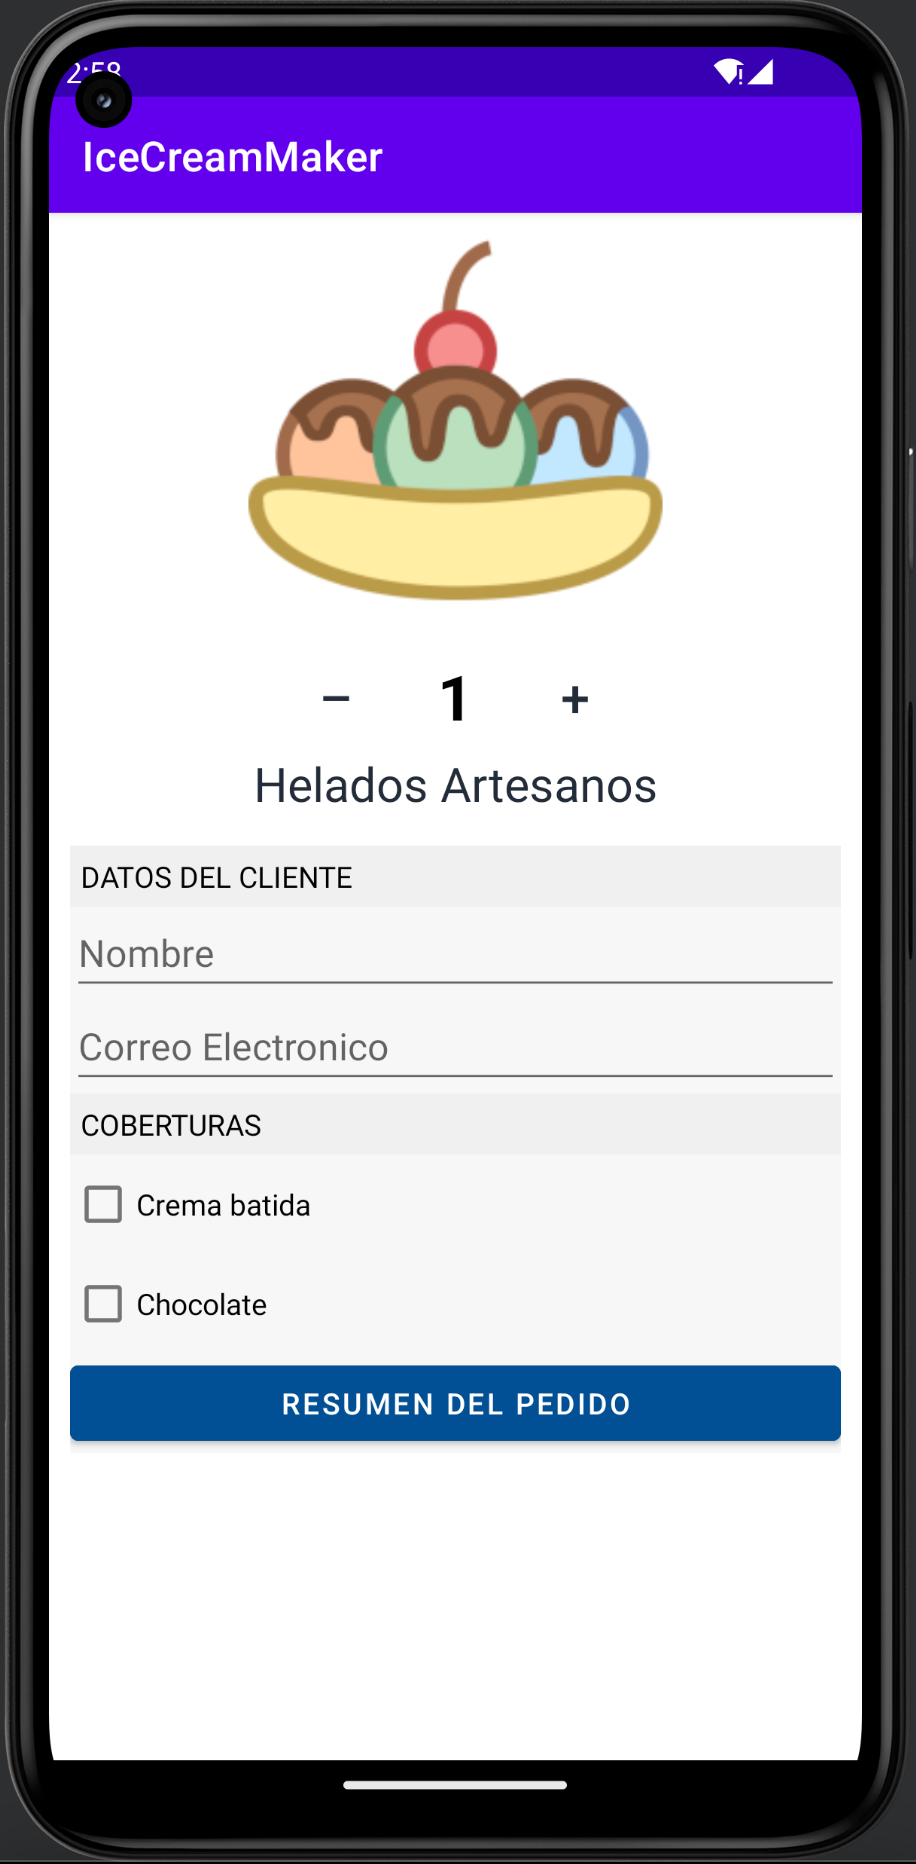 2:58
IceCreamMaker
− 1 +
Helados Artesanos
DATOS DEL CLIENTE
Nombre
Correo Electronico
COBERTURAS
Crema batida
Chocolate
RESUMEN DEL PEDIDO